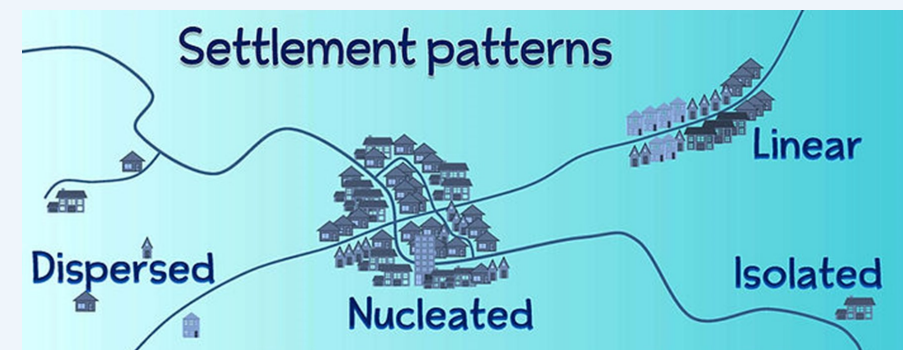 Settlement patterns
Linear
Dispersed
Isolated
Nucleated